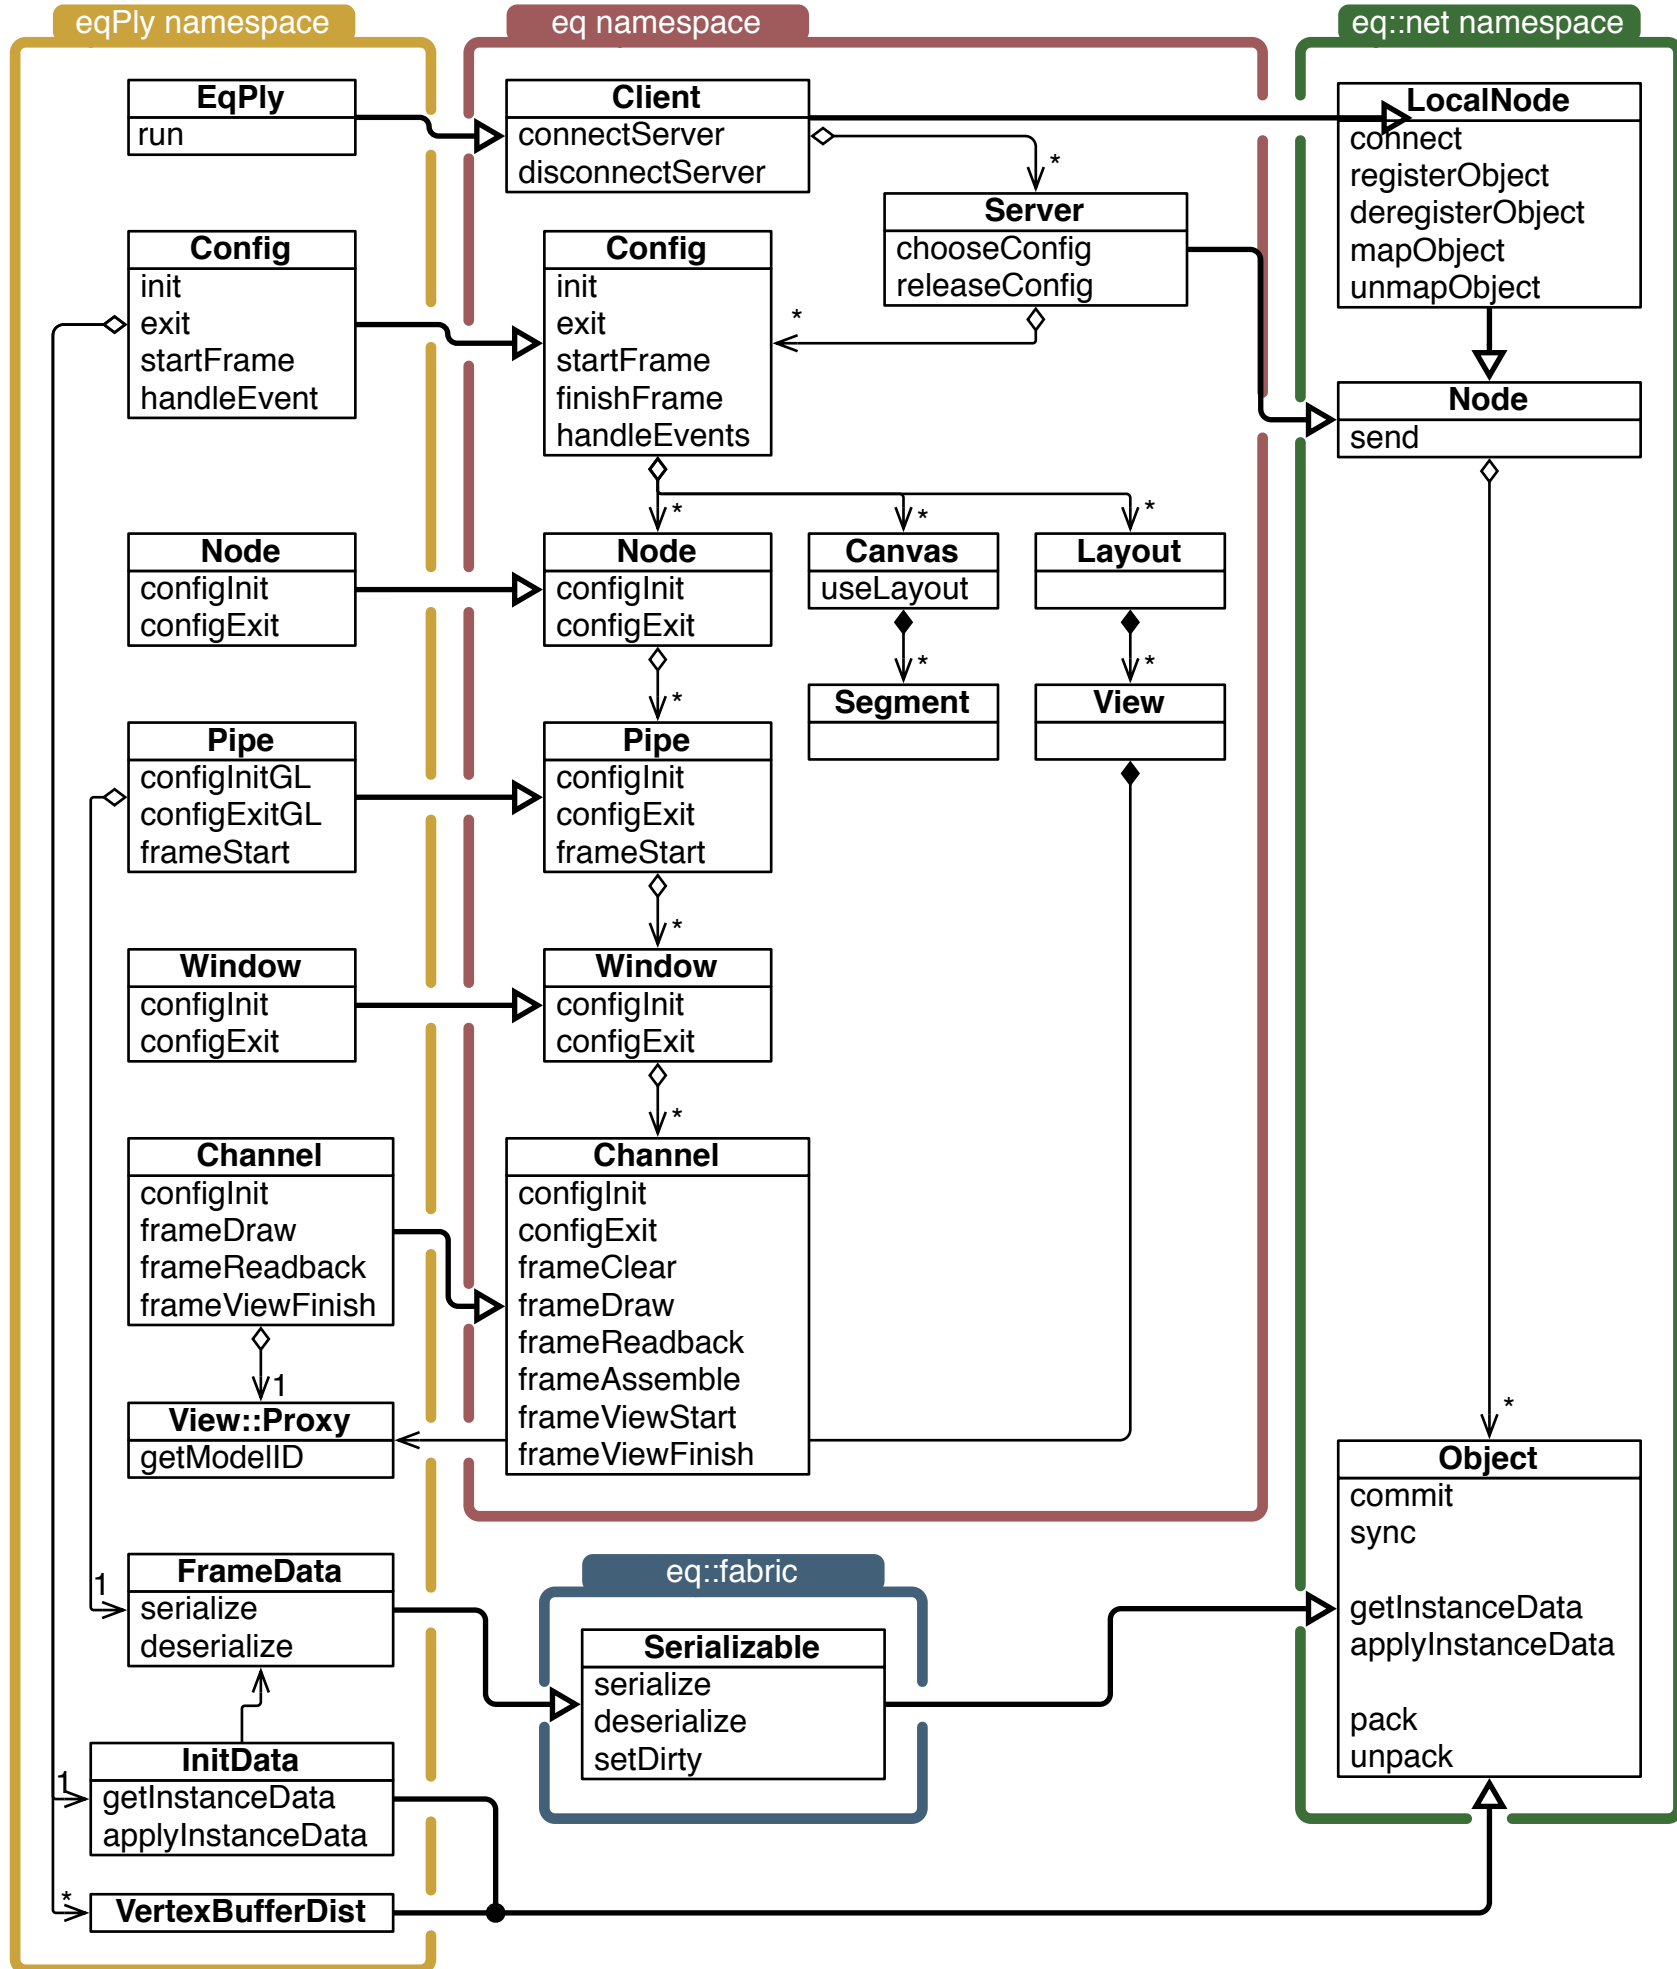 eqPly namespace
eq namespace
eq::net namespace
EqPly
run
Client
connectServer
disconnectServer
*
LocalNode
connect
registerObject
deregisterObject
mapObject
unmapObject
Server
chooseConfig
releaseConfig
*
Config
init
exit
startFrame
handleEvent
Config
init
exit
startFrame
finishFrame
handleEvents
Node
send
*
*
*
Node
configInit
configExit
Node
configInit
configExit
Canvas
useLayout
Layout
*
*
*
Segment
View
Pipe
configInitGL
configExitGL
frameStart
Pipe
configInit
configExit
frameStart
*
Window
configInit
configExit
Window
configInit
configExit
*
Channel
configInit
frameDraw
frameReadback
frameViewFinish
1
Channel
configInit
configExit
frameClear
frameDraw
frameReadback
frameAssemble
frameViewStart
frameViewFinish
View::Proxy
getModelID
*
Object
commit
sync
getInstanceData
applyInstanceData
pack
unpack
1
FrameData
serialize
deserialize
eq::fabric
Serializable
serialize
deserialize
setDirty
1
InitData
getInstanceData
applyInstanceData
*
VertexBufferDist